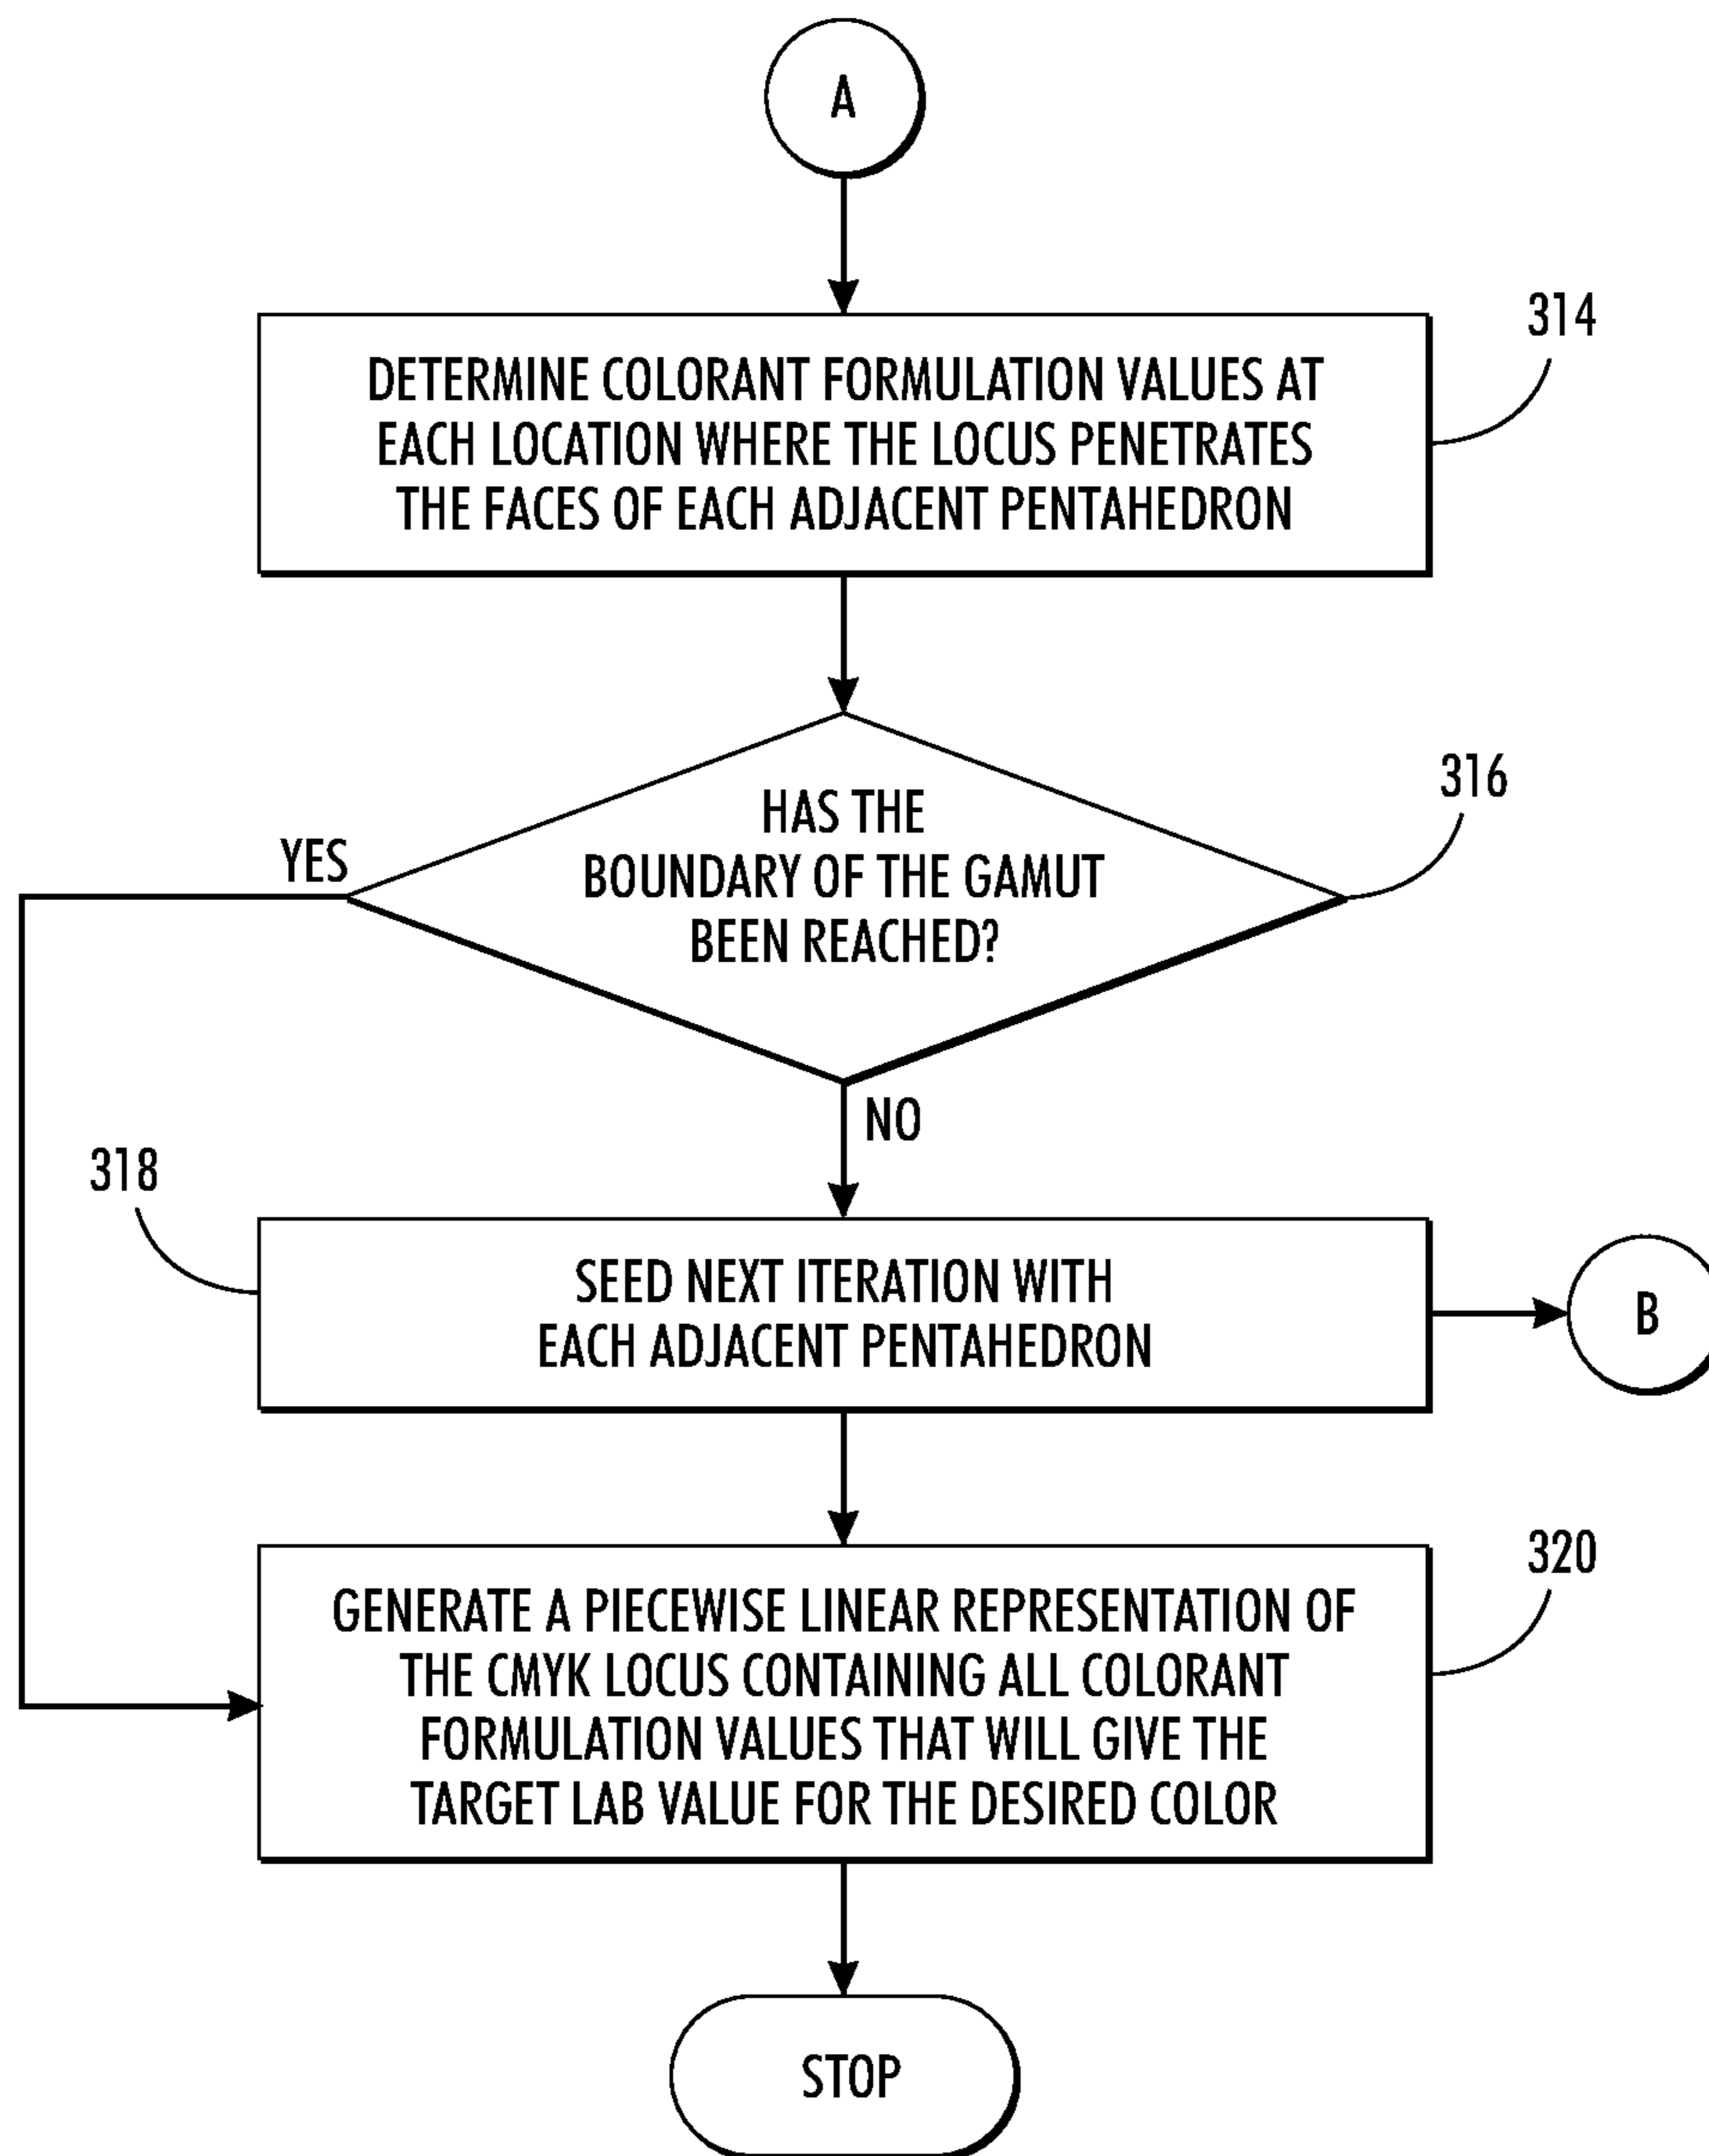 A
314
DETERMINE COLORANT FORMULATION VALUES AT
EACH LOCATION WHERE THE LOCUS PENETRATES
THE FACES OF EACH ADJACENT PENTAHEDRON
316
HAS THE
BOUNDARY OF THE GAMUT
BEEN REACHED?
YES
NO
318
SEED NEXT ITERATION WITH
EACH ADJACENT PENTAHEDRON
B
320
GENERATE A PIECEWISE LINEAR REPRESENTATION OF
THE CMYK LOCUS CONTAINING ALL COLORANT
FORMULATION VALUES THAT WILL GIVE THE
TARGET LAB VALUE FOR THE DESIRED COLOR
STOP